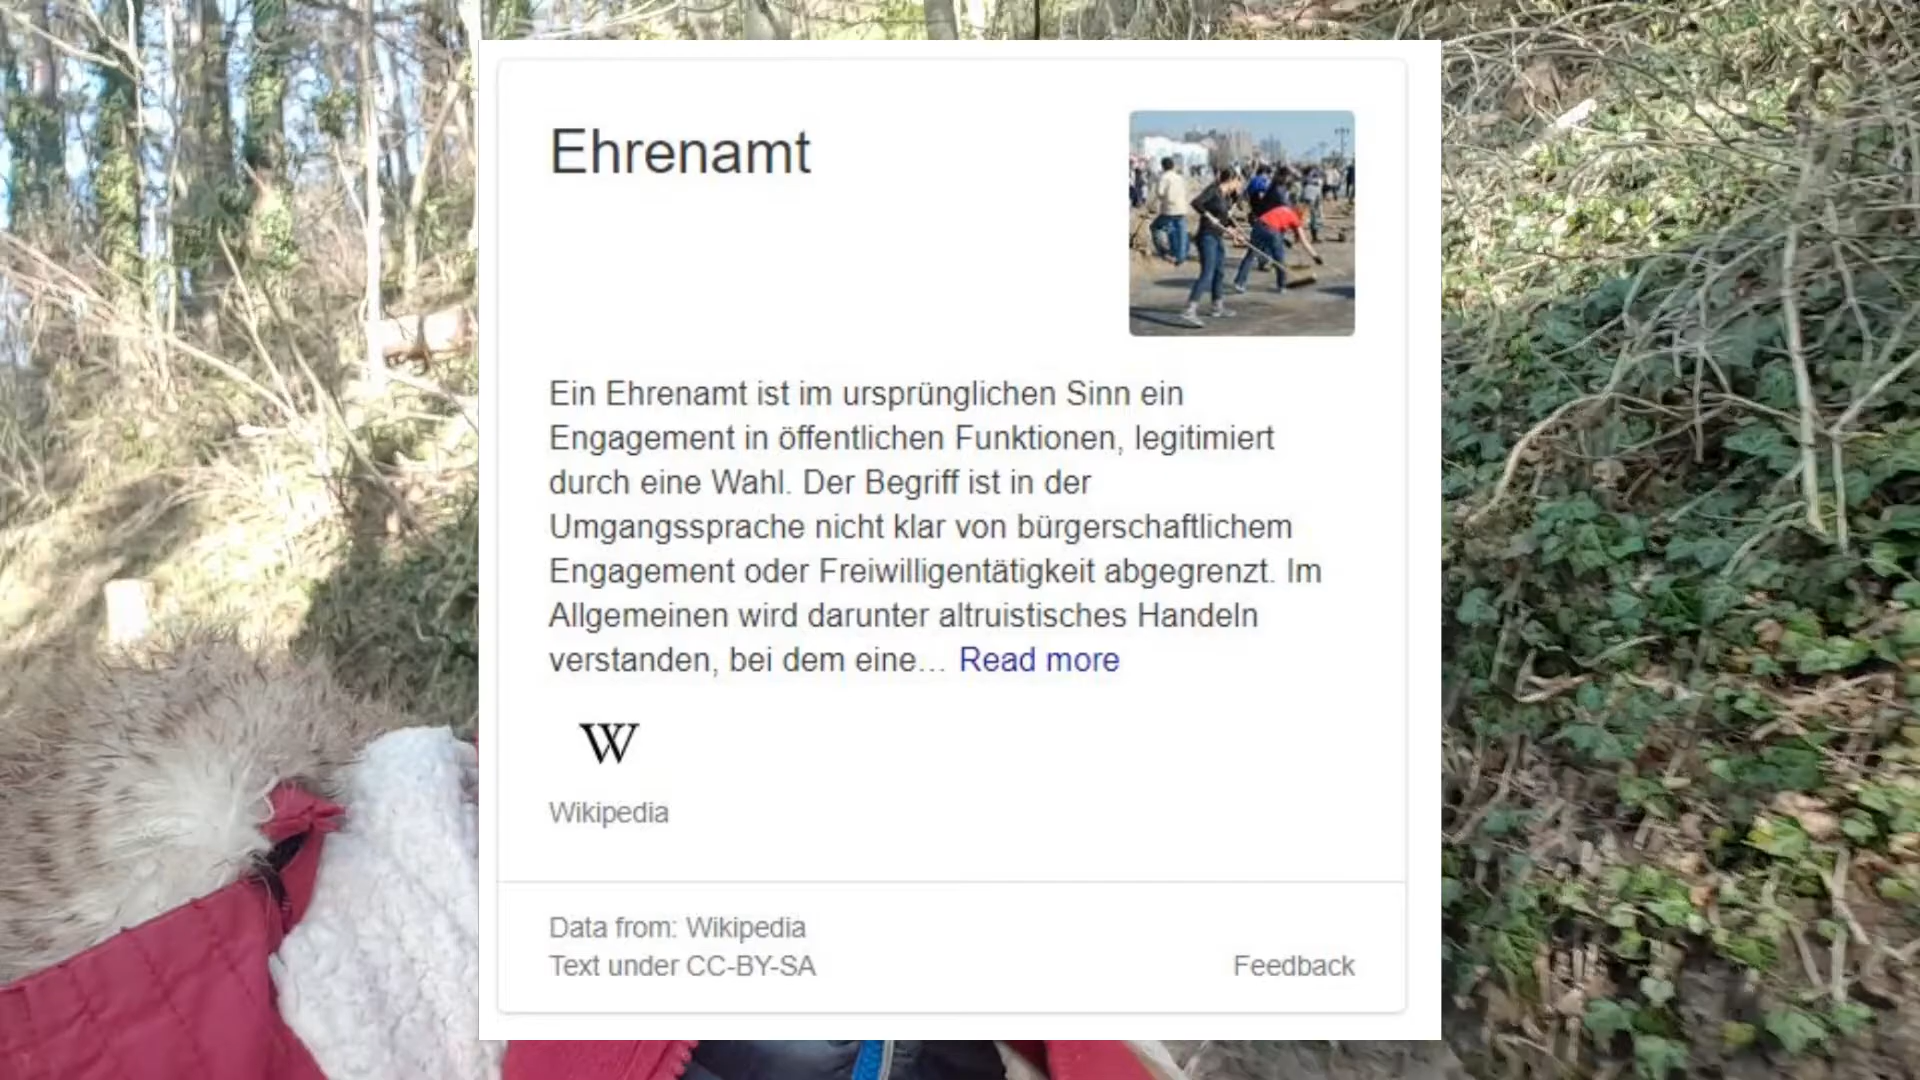 Ehrenamt
Ein Ehrenamt ist im ursprünglichen Sinn ein
Engagement in öffentlichen Funktionen, legitimiert
durch eine Wahl. Der Begriff ist in der
Umgangssprache nicht klar von bürgerschaftlichem
Engagement oder Freiwilligentätigkeit abgegrenzt. Im
Allgemeinen wird darunter altruistisches Handeln
verstanden, bei dem eine... Read more
W
Wikipedia
Data from: Wikipedia
Text under CC-BY-SA
Feedback